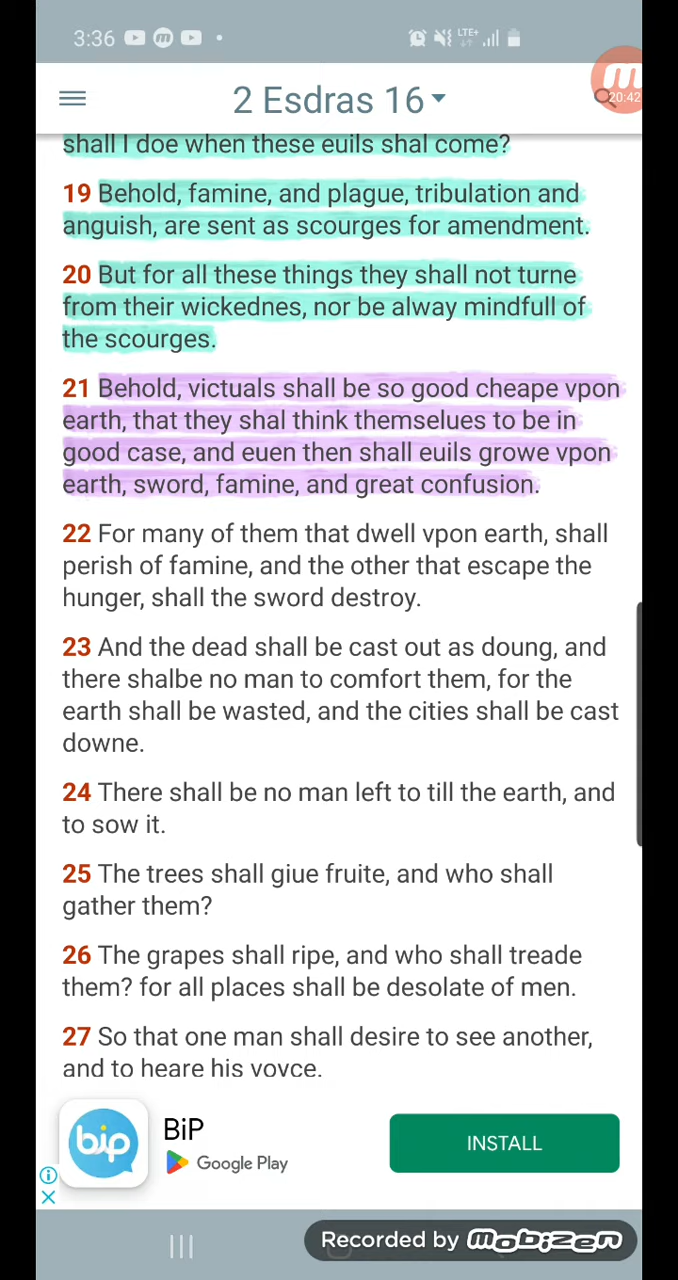 3:36
LTE+
2 Esdras 16
20:42
shall I doe when these euils shal come?
19 Behold, famine, and plague, tribulation and
anguish, are sent as scourges for amendment.
20 But for all these things they shall not turne
from their wickednes, nor be alway mindfull of
the scourges.
21 Behold, victuals shall be so good cheape vpon
earth, that they shal think themselues to be in
good case, and euen then shall euils growe vpon
earth, sword, famine, and great confusion.
22 For many of them that dwell vpon earth, shall
perish of famine, and the other that escape the
hunger, shall the sword destroy.
23 And the dead shall be cast out as doung, and
there shalbe no man to comfort them, for the
earth shall be wasted, and the cities shall be cast
downe.
24 There shall be no man left to till the earth, and
to sow it.
25 The trees shall giue fruite, and who shall
gather them?
26 The grapes shall ripe, and who shall treade
them? for all places shall be desolate of men.
27 So that one man shall desire to see another,
and to heare his voyce.
bip
BiP
Google Play
INSTALL
Recorded by mobizen